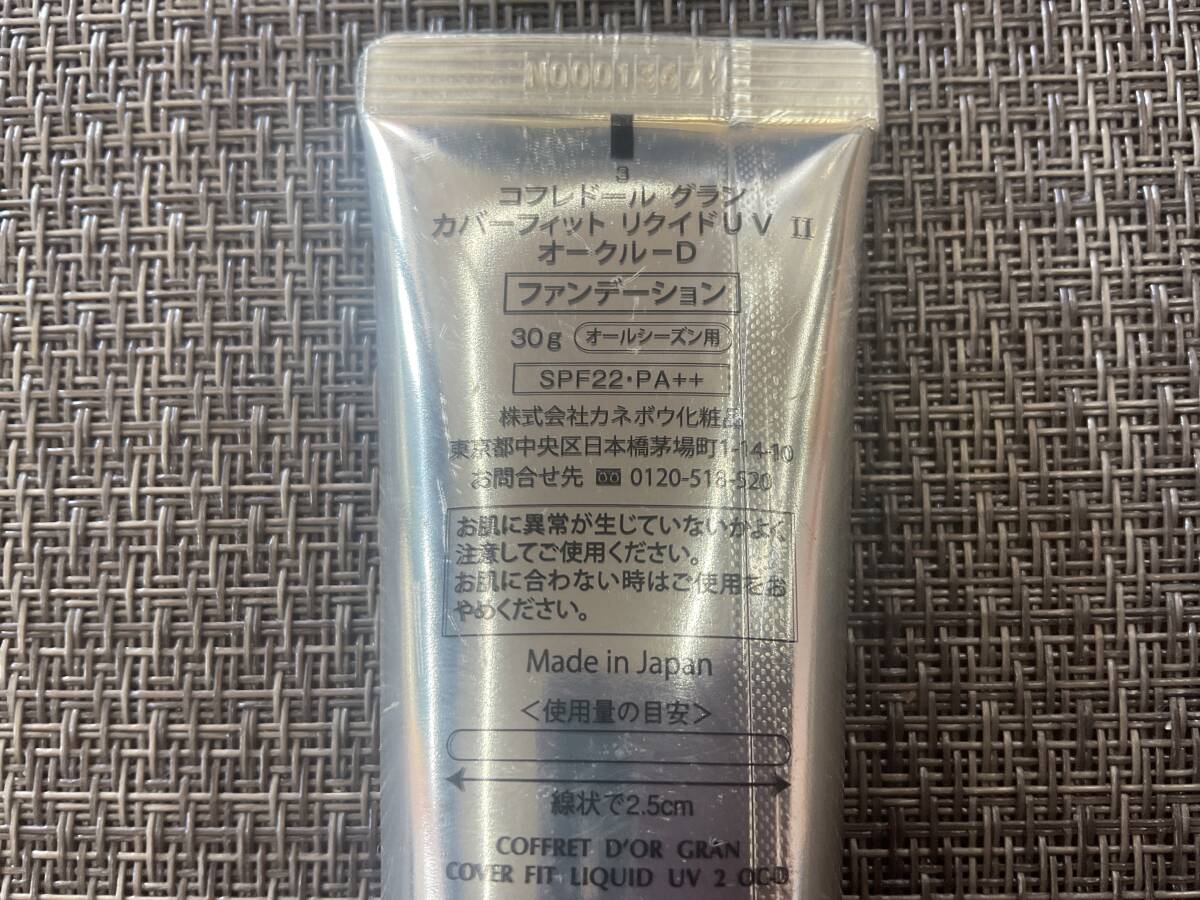 3
コフレドール グラン
カバーフィット リクイドUV II
オークルーD
ファンデーション
30g オールシーズン用
SPF22・PA++
株式会社カネボウ化粧品
東京都中央区日本橋茅場町1-14-10
お問合せ先 0120-518-520
お肌に異常が生じていないかよく
注意してご使用ください。
お肌に合わない時はご使用をお
やめください。
Made in Japan
＜使用量の目安＞
線状で2.5cm
COFFRET D'OR GRAN
COVER FIT LIQUID UV 2 OC-D